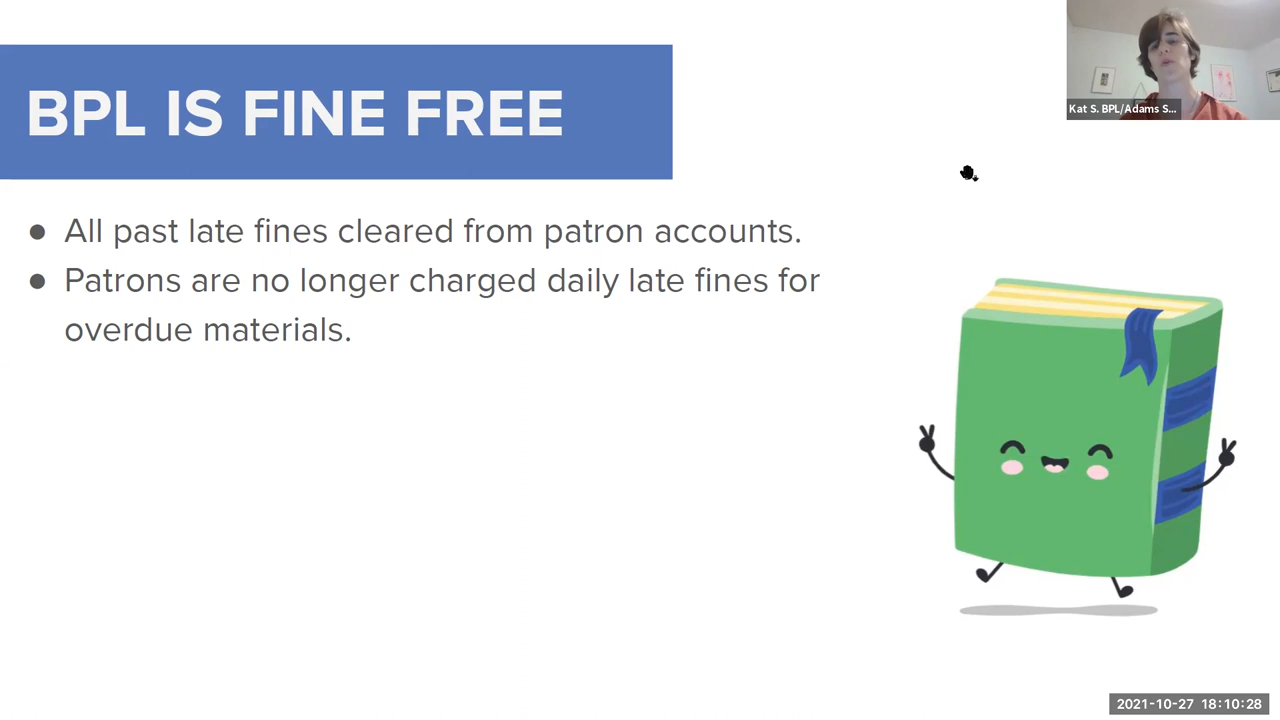 BPL IS FINE FREE
Kat S. BPL/Adams S...
● All past late fines cleared from patron accounts.
● Patrons are no longer charged daily late fines for
overdue materials.
2021-10-27 18:10:28